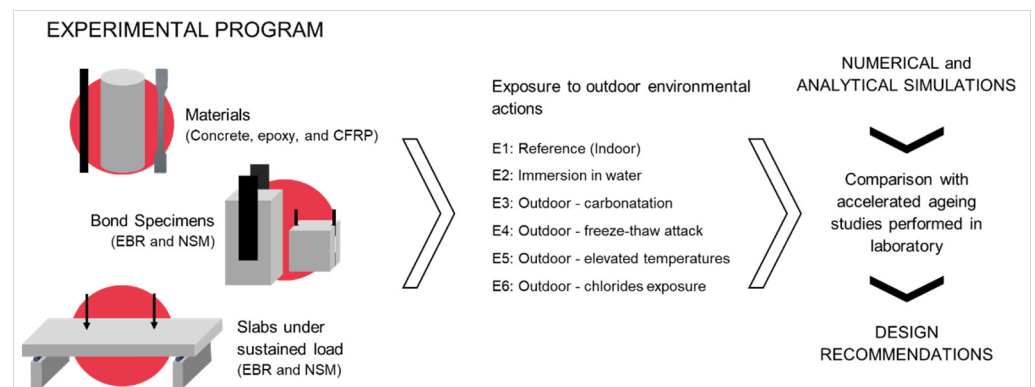 EXPERIMENTAL PROGRAM
Materials
(Concrete, epoxy, and CFRP)
Bond Specimens
(EBR and NSM)
Slabs under
sustained load
(EBR and NSM)
Exposure to outdoor environmental
actions
E1: Reference (Indoor)
E2: Immersion in water
E3: Outdoor - carbonatation
E4: Outdoor - freeze-thaw attack
E5: Outdoor - elevated temperatures
E6: Outdoor - chlorides exposure
NUMERICAL and
ANALYTICAL SIMULATIONS
Comparison with
accelerated ageing
studies performed in
laboratory
DESIGN
RECOMMENDATIONS